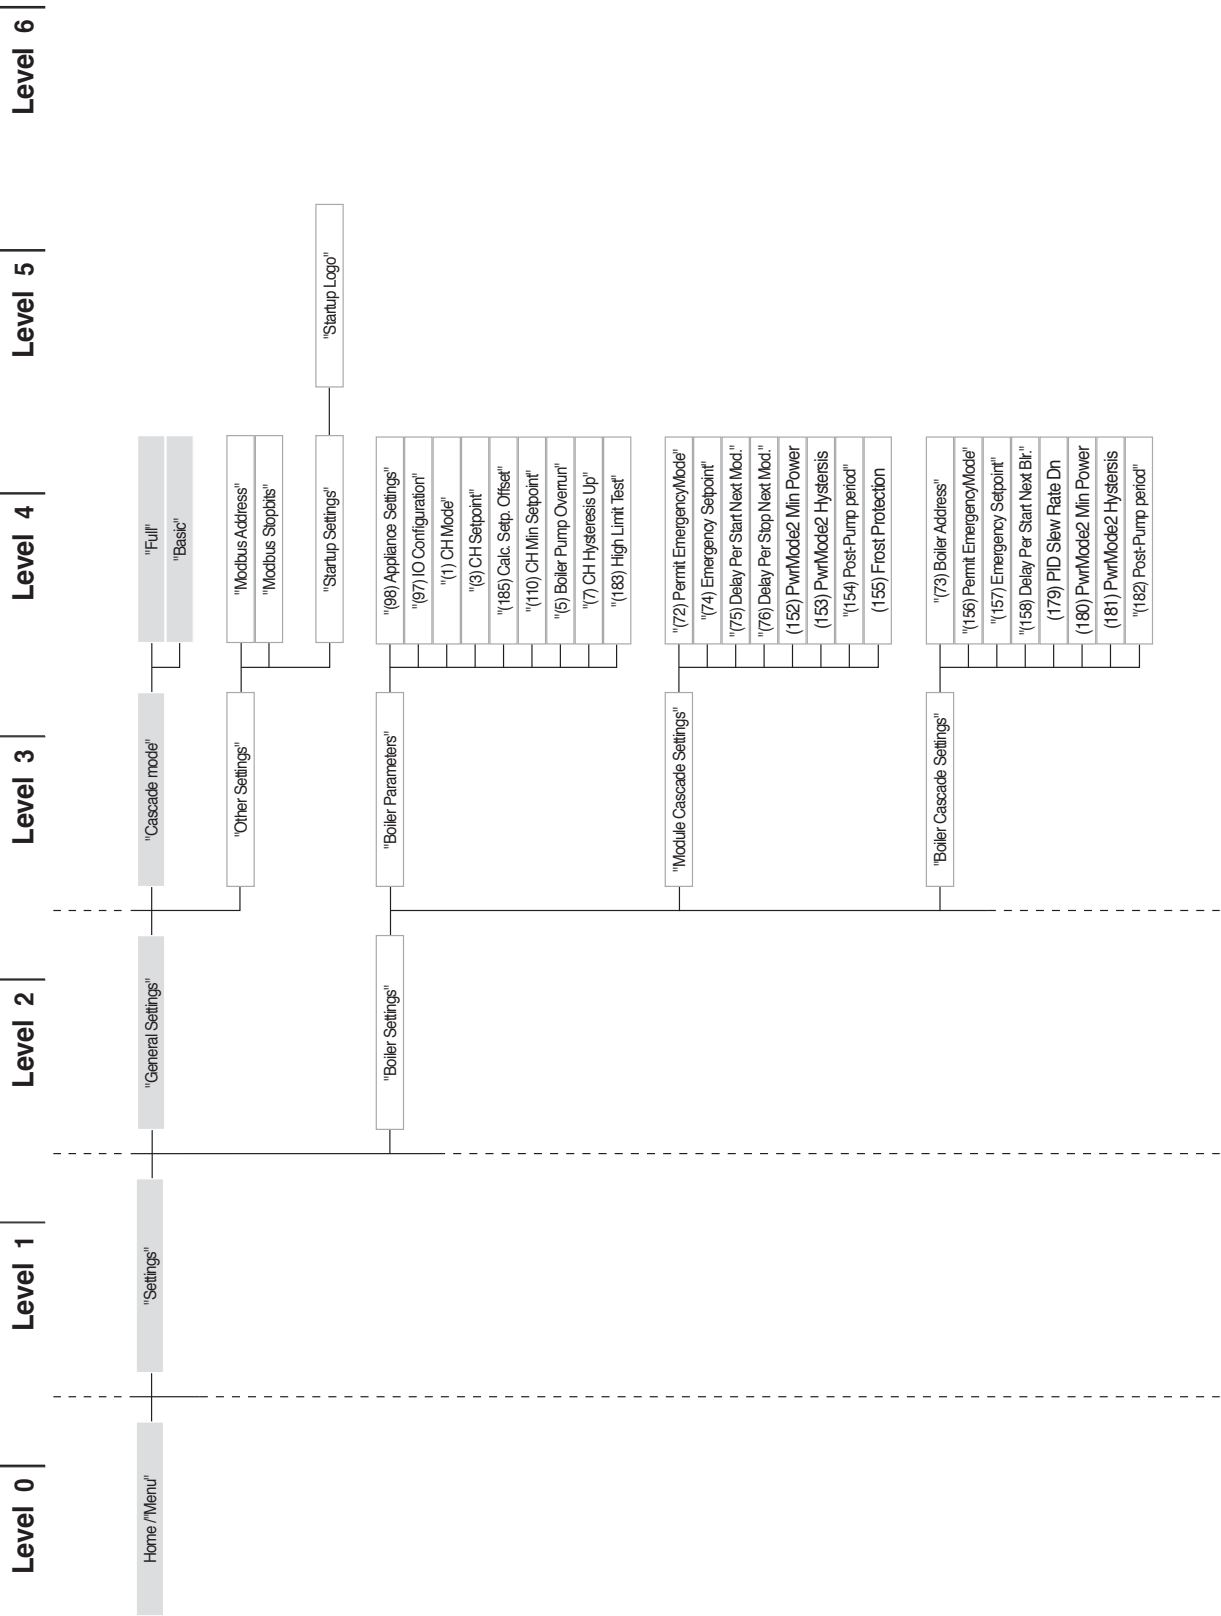 Level 0
Level 1
Level 2
Level 3
Level 4
Level 5
Level 6
Home /"Menu"
"Settings"
"General Settings"
"Cascade mode"
"Full"
"Basic"
"Other Settings"
"Modbus Address"
"Modbus Stopbits"
"Startup Settings"
"Startup Logo"
"Boiler Settings"
"Boiler Parameters"
"(98) Appliance Settings"
"(97) IO Configuration"
"(1) CH Mode"
"(3) CH Setpoint"
"(185) Calc. Setp. Offset"
"(110) CH Min Setpoint"
"(5) Boiler Pump Overrun"
"(7) CH Hysteresis Up"
"(183) High Limit Test"
"Module Cascade Settings"
"(72) Permit EmergencyMode"
"(74) Emergency Setpoint"
"(75) Delay Per Start Next Mod."
"(76) Delay Per Stop Next Mod."
(152) PwrMode2 Min Power
(153) PwrMode2 Hystersis
"(154) Post-Pump period"
(155) Frost Protection
"Boiler Cascade Settings"
"(73) Boiler Address"
"(156) Permit EmergencyMode"
"(157) Emergency Setpoint"
"(158) Delay Per Start Next Blr."
(179) PID Slew Rate Dn
(180) PwrMode2 Min Power
(181) PwrMode2 Hystersis
"(182) Post-Pump period"